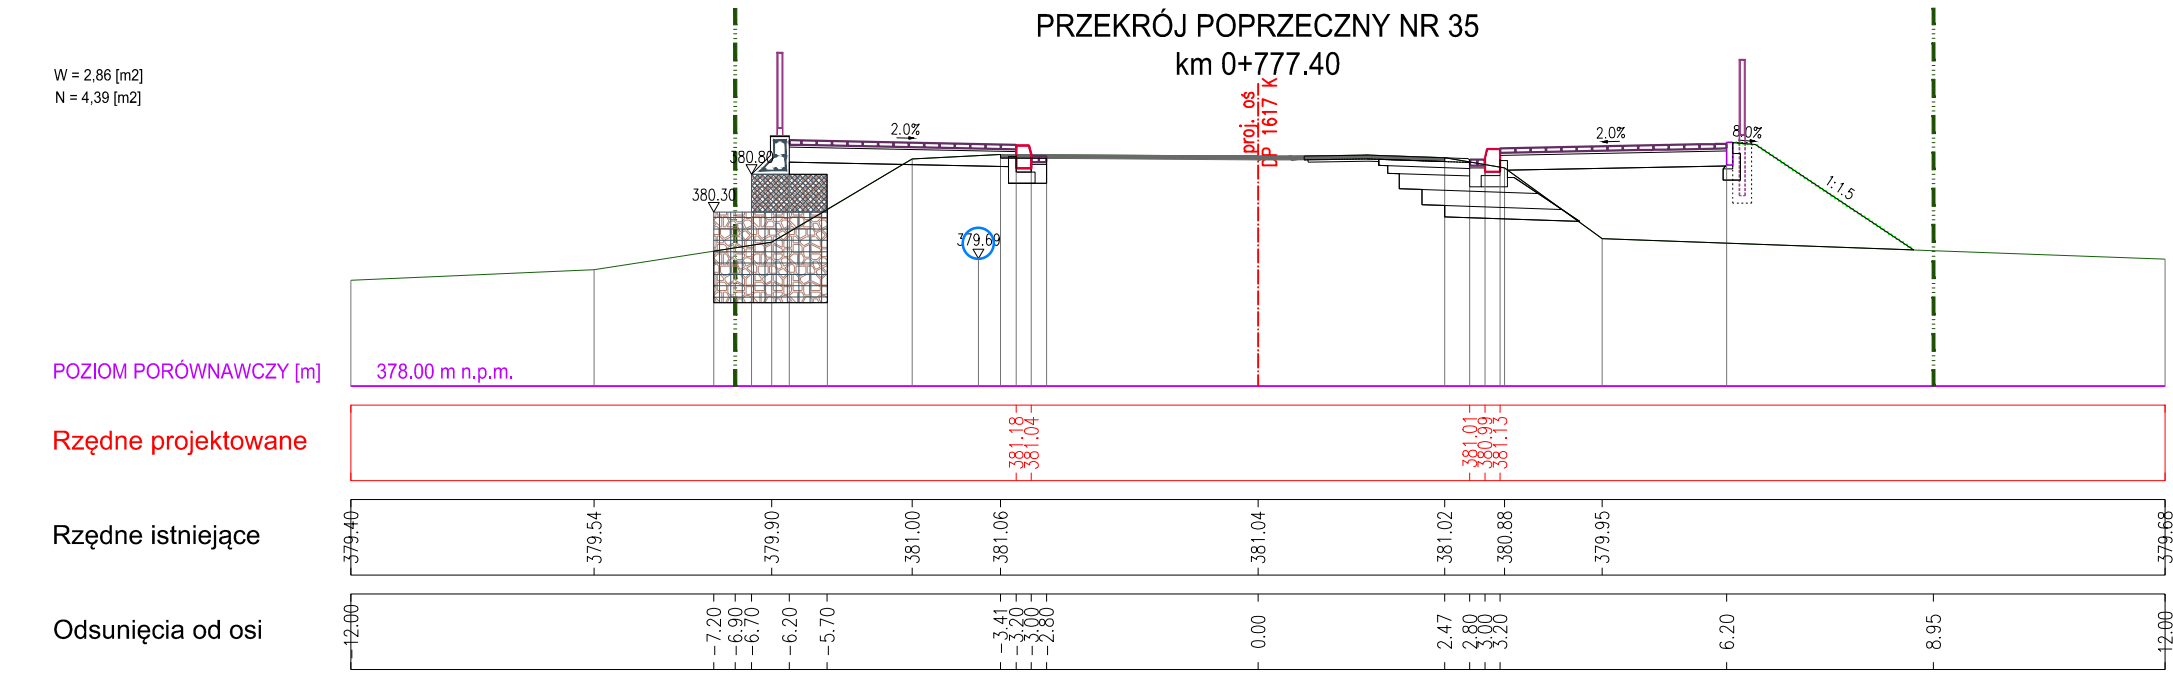 PRZEKRÓJ POPRZECZNY NR 35
km 0+777.40
W = 2,86 [m2]
N = 4,39 [m2]
proj. oś
DP 1617 K
2.0%
2.0%
8.0%
380.80
380.30
379.69
1:1.5
POZIOM PORÓWNAWCZY [m]
378.00 m n.p.m.
Rzędne projektowane
381.18 381.04 381.01 380.99 381.13
Rzędne istniejące
379.40 379.54 379.90 381.00 381.06 381.04 381.02 380.88 379.95 379.68
Odsunięcia od osi
-12.00 -7.20 -6.90 -6.70 -6.20 -5.70 -3.41 -3.20 -3.00 -2.80 0.00 2.47 2.80 3.00 3.20 6.20 8.95 12.00